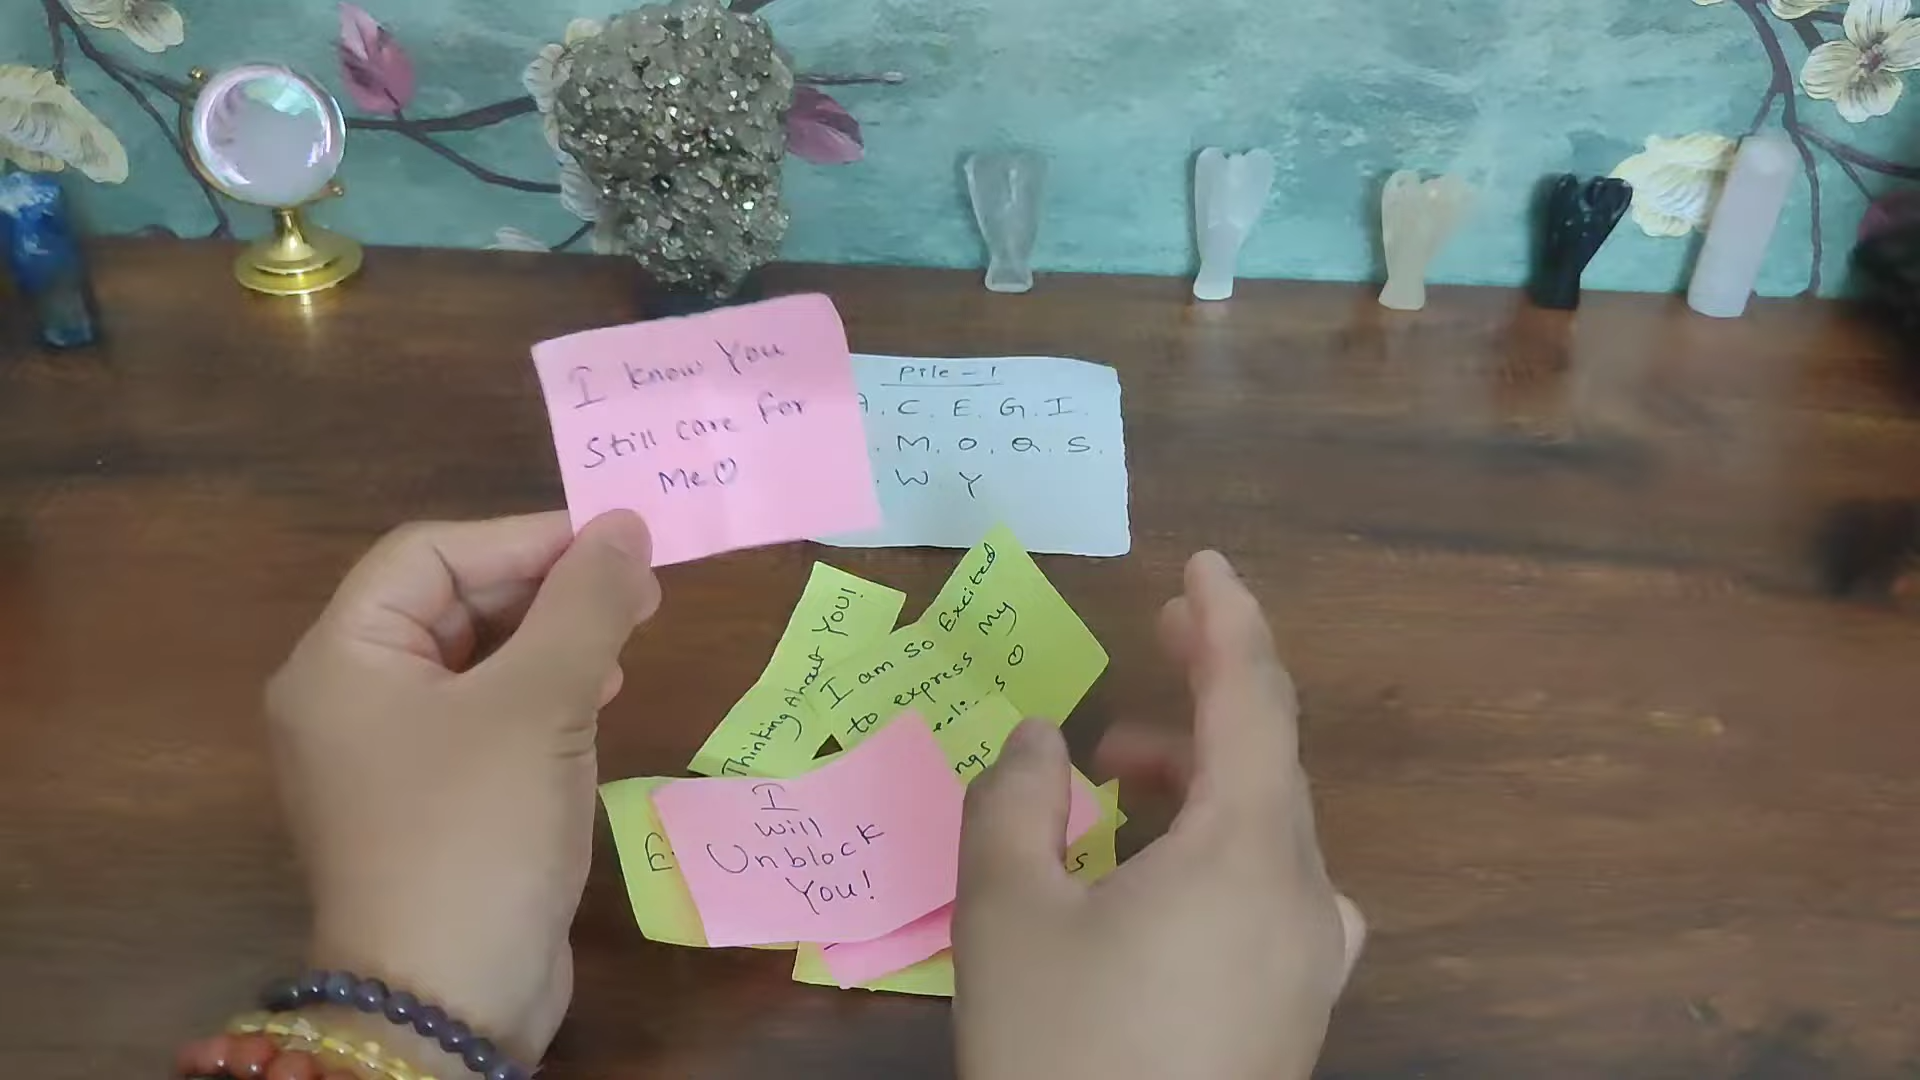 I know You
Still care for
Me
Pile - 1
. C. E. G. I.
. M. O. Q. S.
W Y
Thinking About YOU!
I am so Excited
to express My
ngs
I
will
Unblock
You!